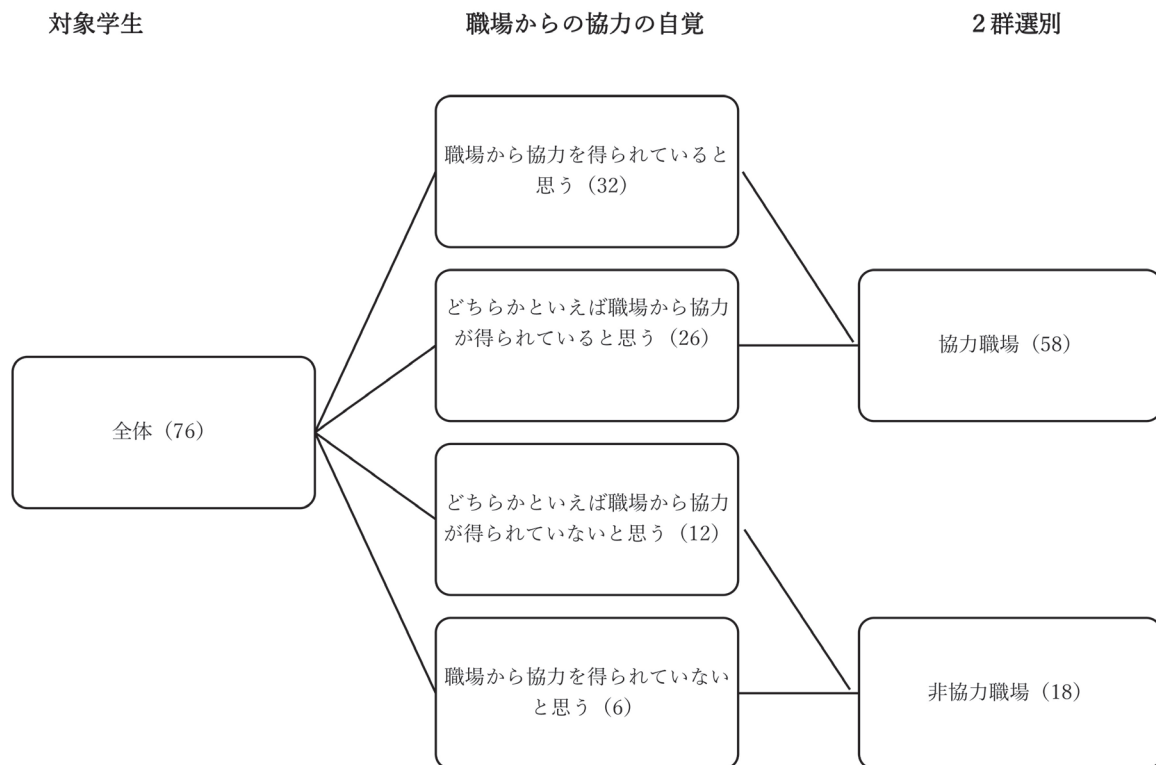 対象学生
職場からの協力の自覚
２群選別
職場から協力を得られていると
思う（32）
どちらかといえば職場から協力
が得られていると思う（26）
協力職場（58）
全体（76）
どちらかといえば職場から協力
が得られていないと思う（12）
職場から協力を得られていない
と思う（6）
非協力職場（18）